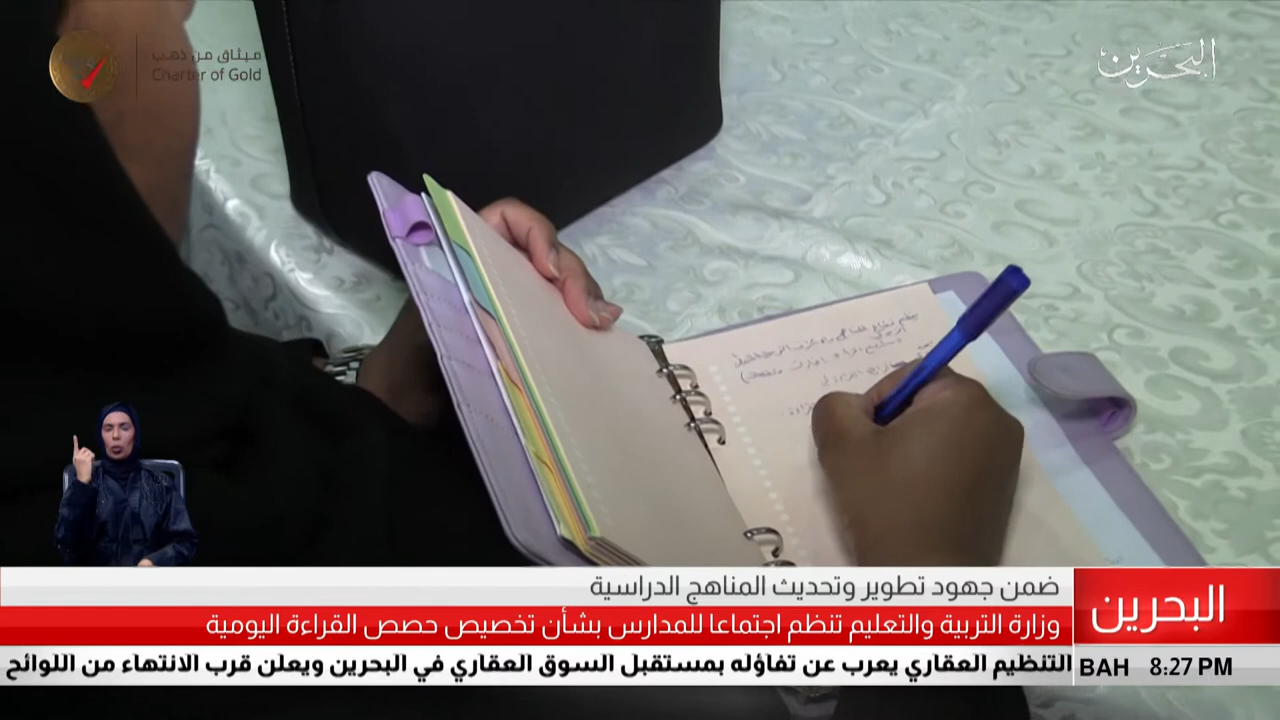 ميثاق من ذهب
Charter of Gold
البحرين
ضمن جهود تطوير وتحديث المناهج الدراسية
البحرين
وزارة التربية والتعليم تنظم اجتماعا للمدارس بشأن تخصيص حصص القراءة اليومية
التنظيم العقاري يعرب عن تفاؤله بمستقبل السوق العقاري في البحرين ويعلن قرب الانتهاء من اللوائح
BAH 8:27 PM